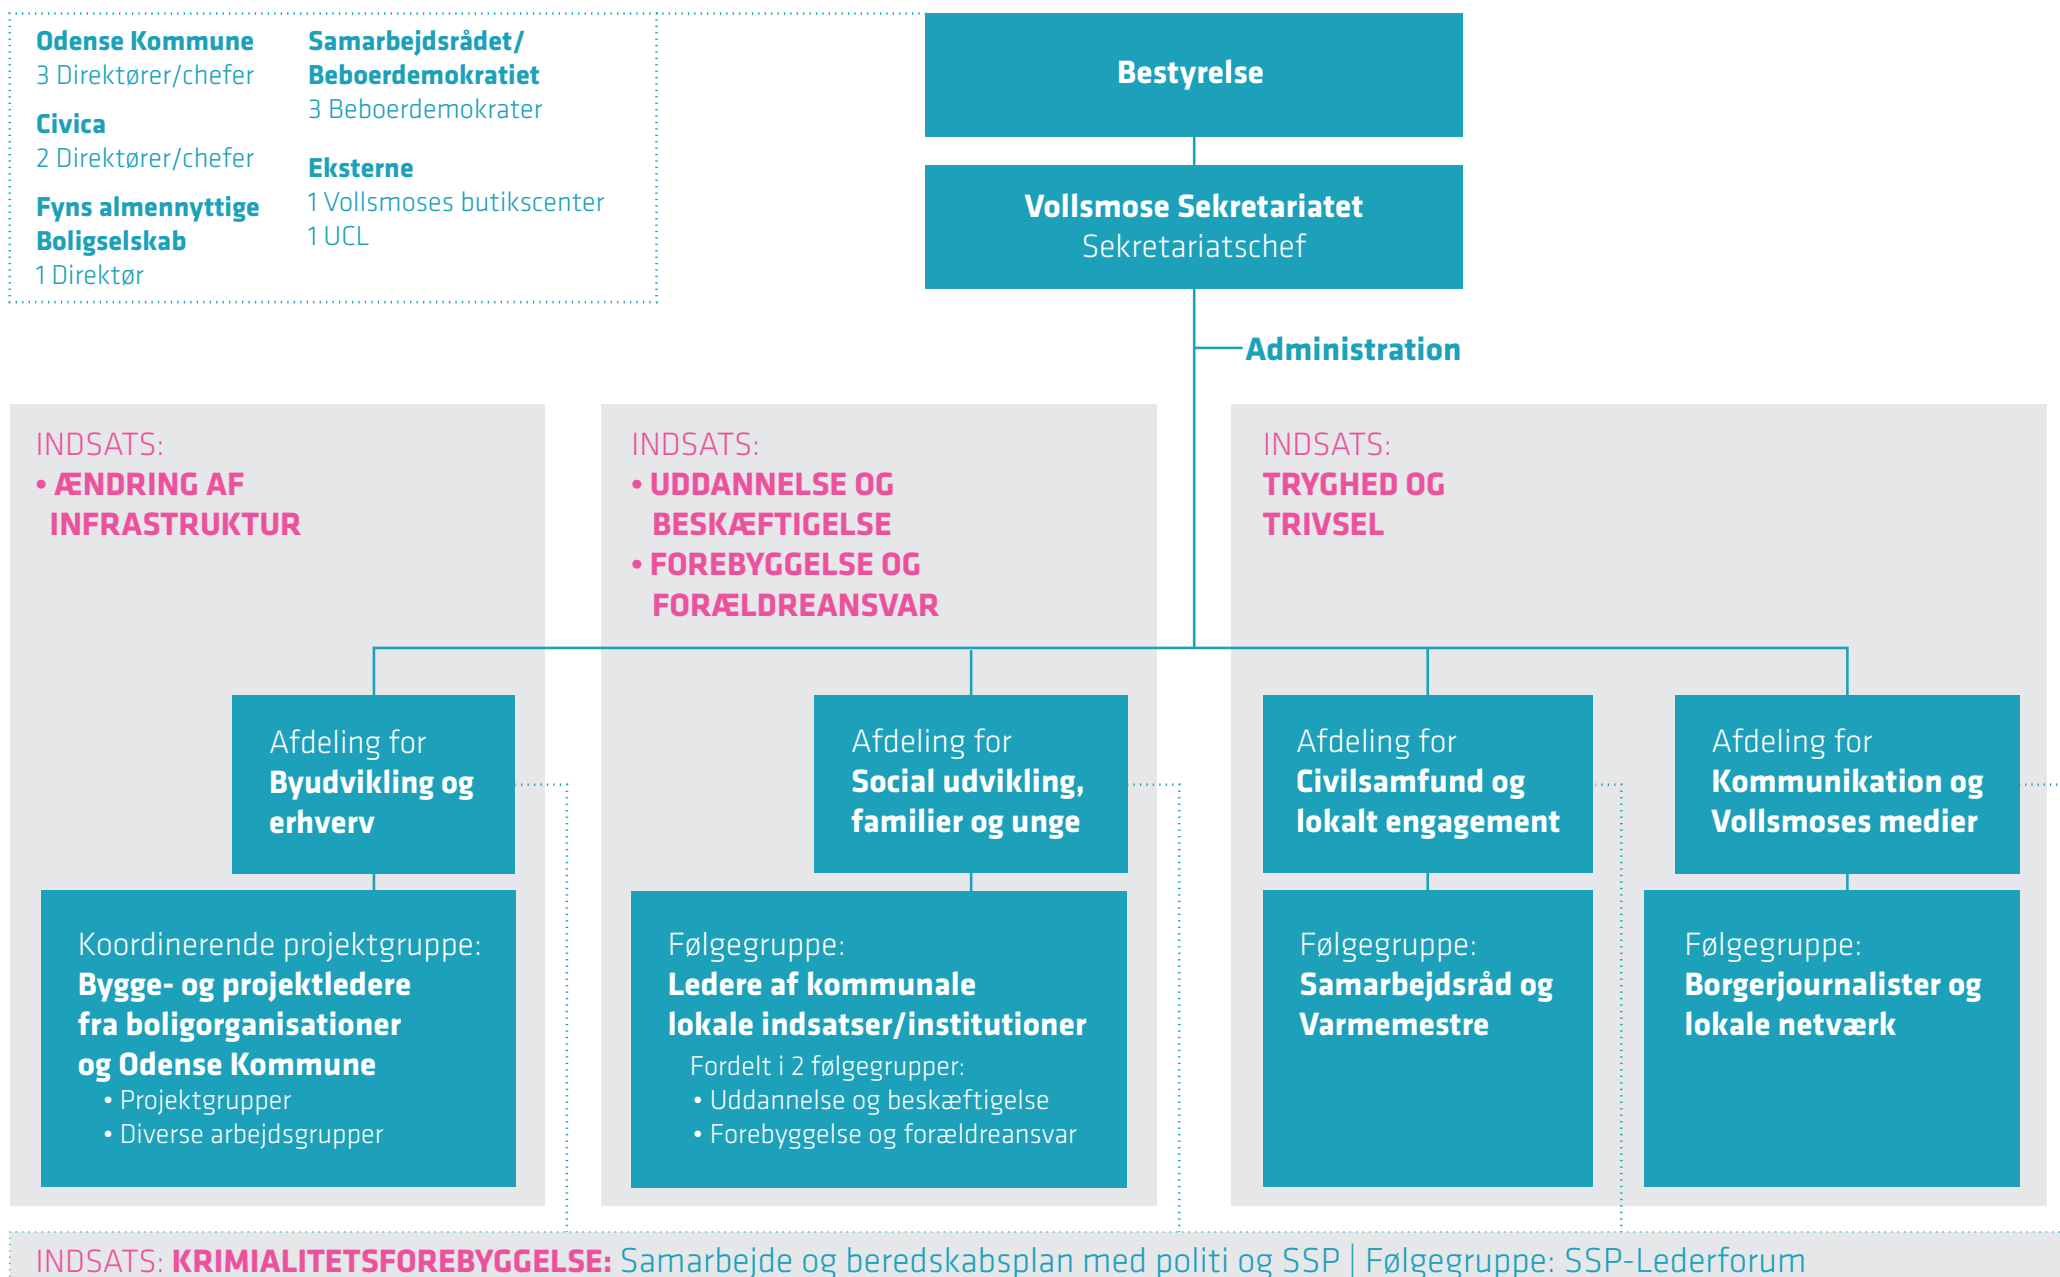 Odense Kommune
3 Direktører/chefer
Civica
2 Direktører/chefer
Fyns almennyttige
Boligselskab
1 Direktør
Samarbejdsrådet/
Beboerdemokratiet
3 Beboerdemokrater
Eksterne
1 Vollsmoses butikscenter
1 UCL
Bestyrelse
Vollsmose Sekretariatet
Sekretariatschef
Administration
INDSATS:
• ÆNDRING AF
INFRASTRUKTUR
INDSATS:
• UDDANNELSE OG
BESKÆFTIGELSE
• FOREBYGGELSE OG
FORÆLDREANSVAR
INDSATS:
TRYGHED OG
TRIVSEL
Afdeling for
Byudvikling og
erhverv
Afdeling for
Social udvikling,
familier og unge
Afdeling for
Civilsamfund og
lokalt engagement
Afdeling for
Kommunikation og
Vollsmoses medier
Koordinerende projektgruppe:
Bygge- og projektledere
fra boligorganisationer
og Odense Kommune
• Projektgrupper
• Diverse arbejdsgrupper
Følgegruppe:
Ledere af kommunale
lokale indsatser/institutioner
Fordelt i 2 følgegrupper:
• Uddannelse og beskæftigelse
• Forebyggelse og forældreansvar
Følgegruppe:
Samarbejdsråd og
Varmemestre
Følgegruppe:
Borgerjournalister og
lokale netværk
INDSATS: KRIMIALITETSFOREBYGGELSE: Samarbejde og beredskabsplan med politi og SSP | Følgegruppe: SSP-Lederforum